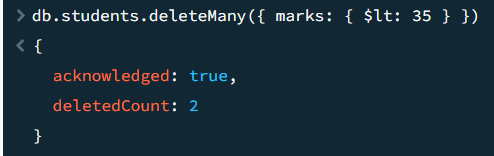 > db.students.deleteMany({ marks: { $lt: 35 } })
< {
acknowledged: true,
deletedCount: 2
}